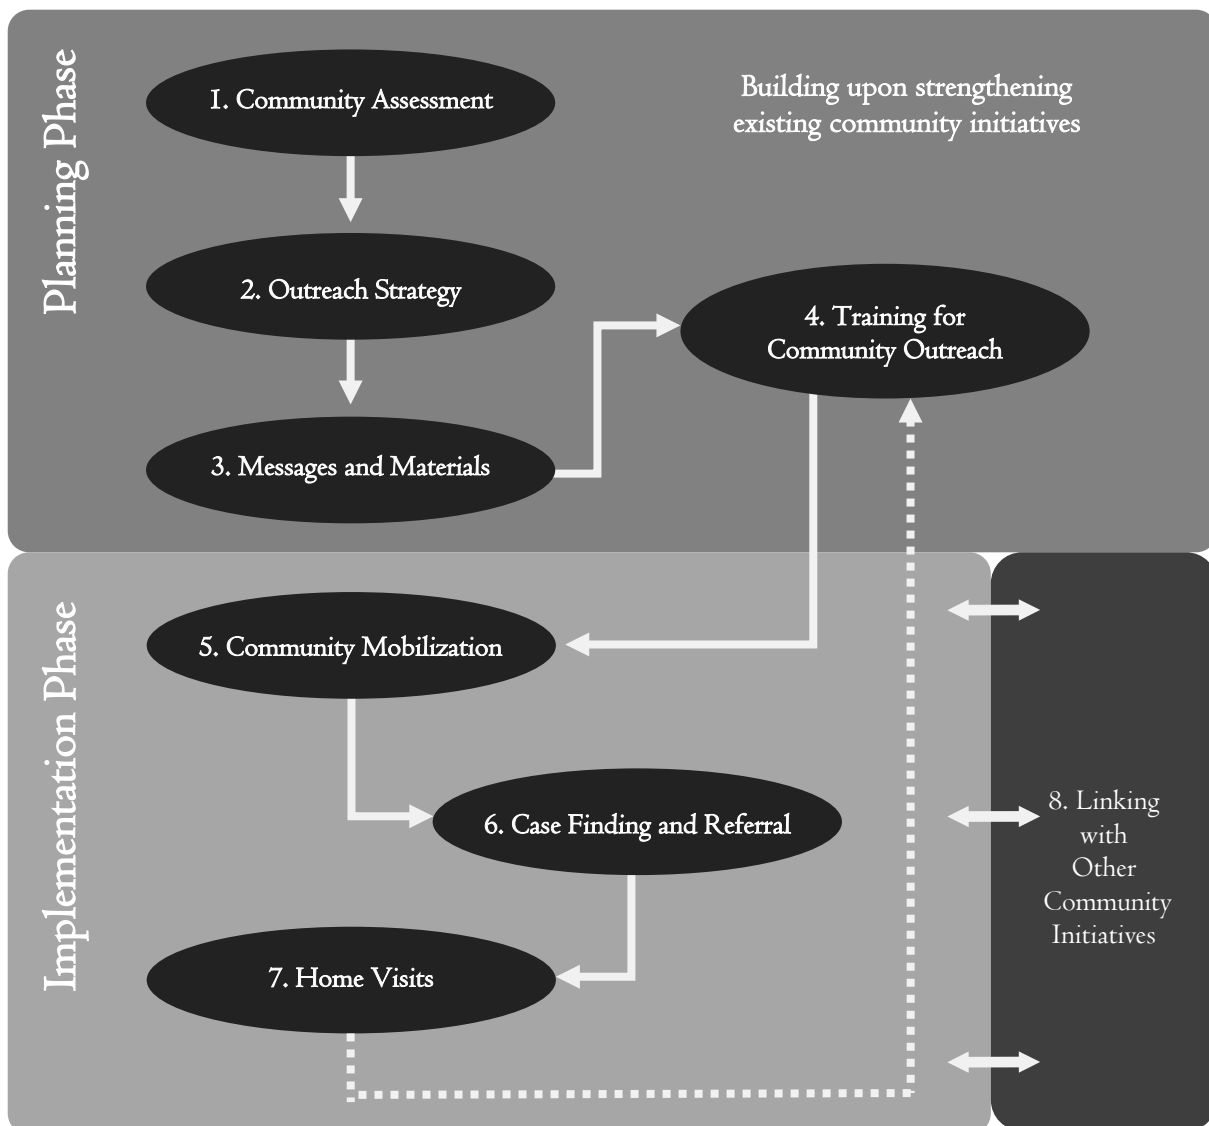 Planning Phase
1. Community Assessment
Building upon strengthening
existing community initiatives
2. Outreach Strategy
4. Training for
Community Outreach
3. Messages and Materials
Implementation Phase
5. Community Mobilization
6. Case Finding and Referral
7. Home Visits
8. Linking
with
Other
Community
Initiatives